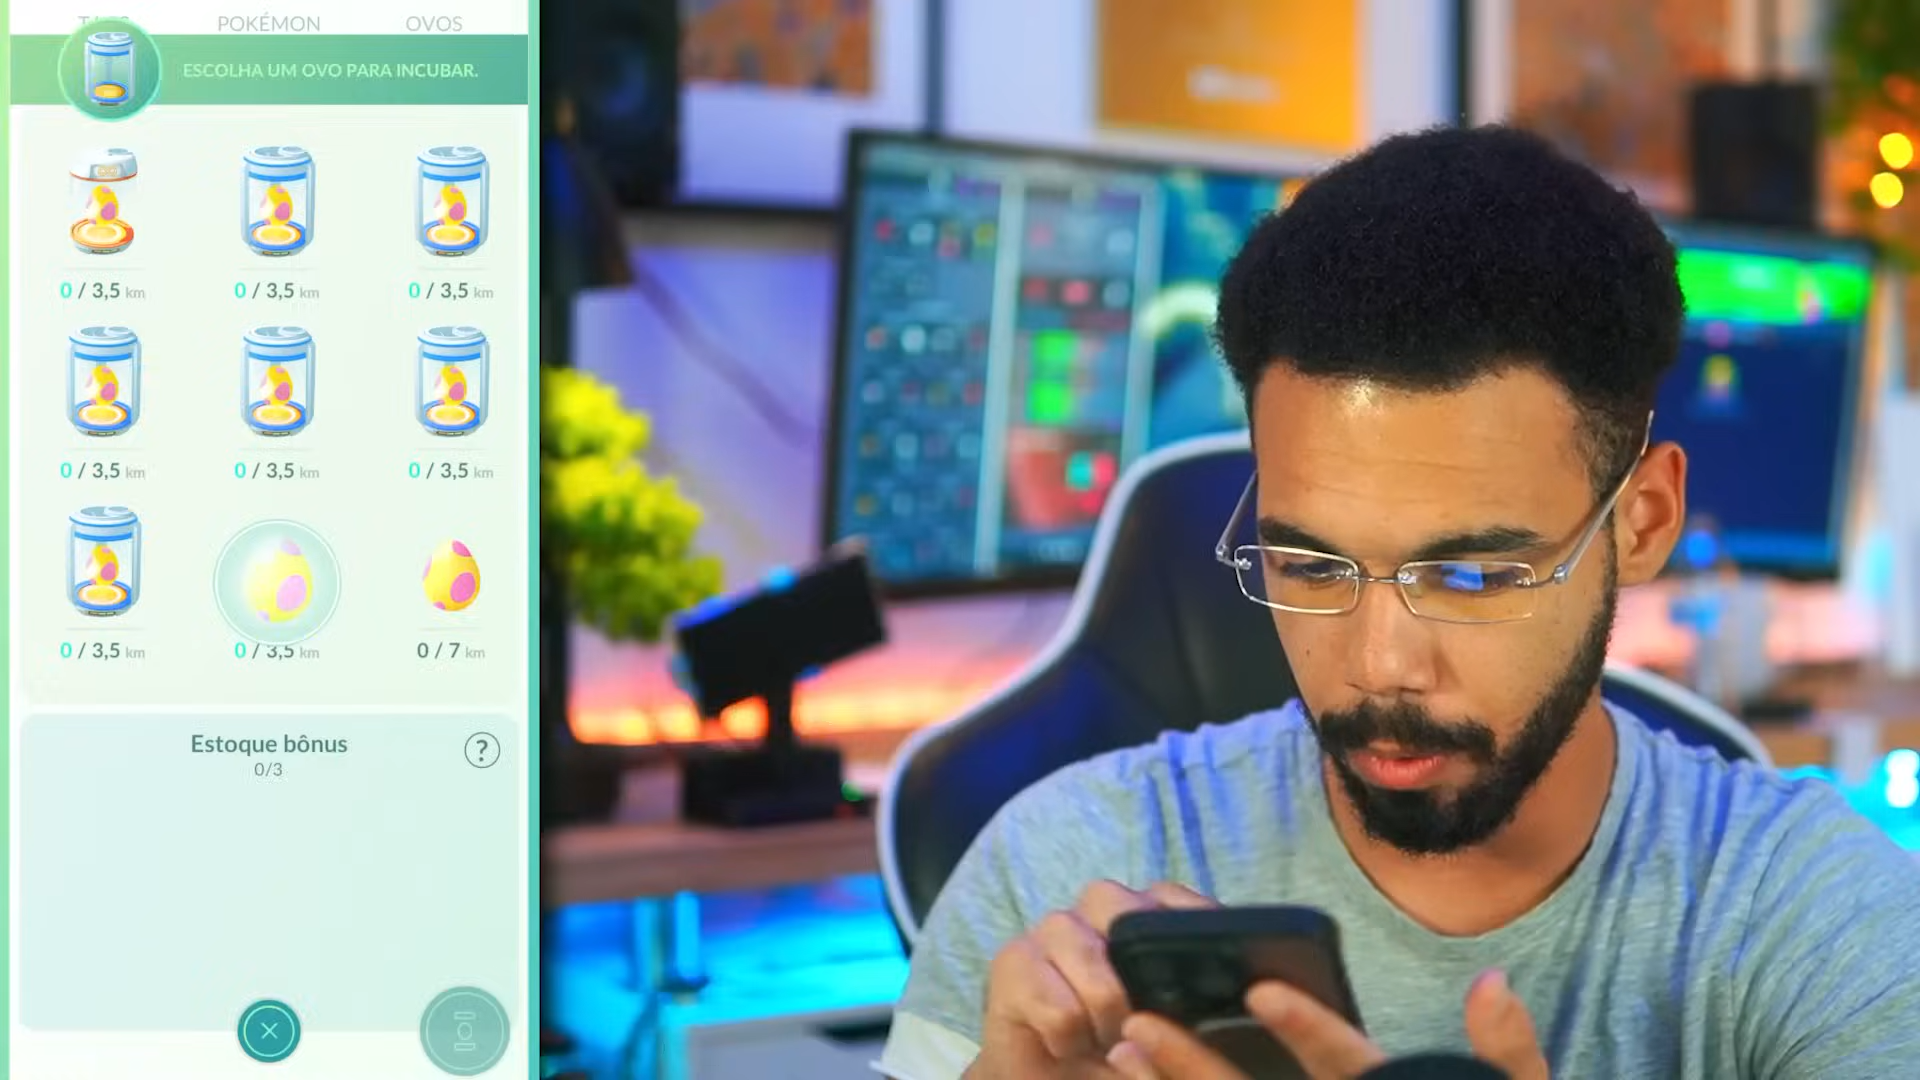 POKÉMON
OVOS
ESCOLHA UM OVO PARA INCUBAR.
0 / 3,5 km
0 / 3,5 km
0 / 3,5 km
0 / 3,5 km
0 / 3,5 km
0 / 3,5 km
0 / 3,5 km
0 / 3,5 km
0 / 7 km
Estoque bônus
?
0/3